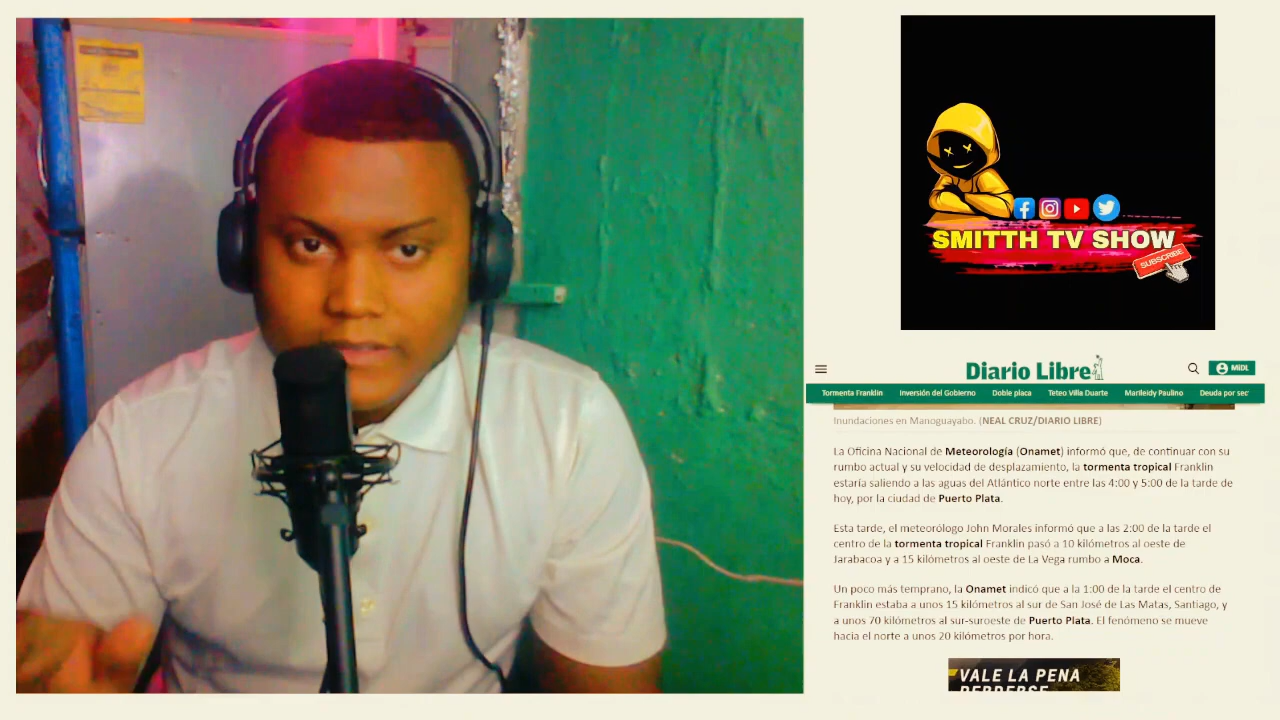 SMITTH TV SHOW
SUBSCRIBE
Diario Libre
MiDL
Tormenta Franklin
Inversión del Gobierno
Doble placa
Teteo Villa Duarte
Marileidy Paulino
Deuda por sec
Inundaciones en Manoguayabo. (NEAL CRUZ/DIARIO LIBRE)
La Oficina Nacional de Meteorología (Onamet) informó que, de continuar con su
rumbo actual y su velocidad de desplazamiento, la tormenta tropical Franklin
estaría saliendo a las aguas del Atlántico norte entre las 4:00 y 5:00 de la tarde de
hoy, por la ciudad de Puerto Plata.
Esta tarde, el meteorólogo John Morales informó que a las 2:00 de la tarde el
centro de la tormenta tropical Franklin pasó a 10 kilómetros al oeste de
Jarabacoa y a 15 kilómetros al oeste de La Vega rumbo a Moca.
Un poco más temprano, la Onamet indicó que a la 1:00 de la tarde el centro de
Franklin estaba a unos 15 kilómetros al sur de San José de Las Matas, Santiago, y
a unos 70 kilómetros al sur-suroeste de Puerto Plata. El fenómeno se mueve
hacia el norte a unos 20 kilómetros por hora.
VALE LA PENA
PERDERSE